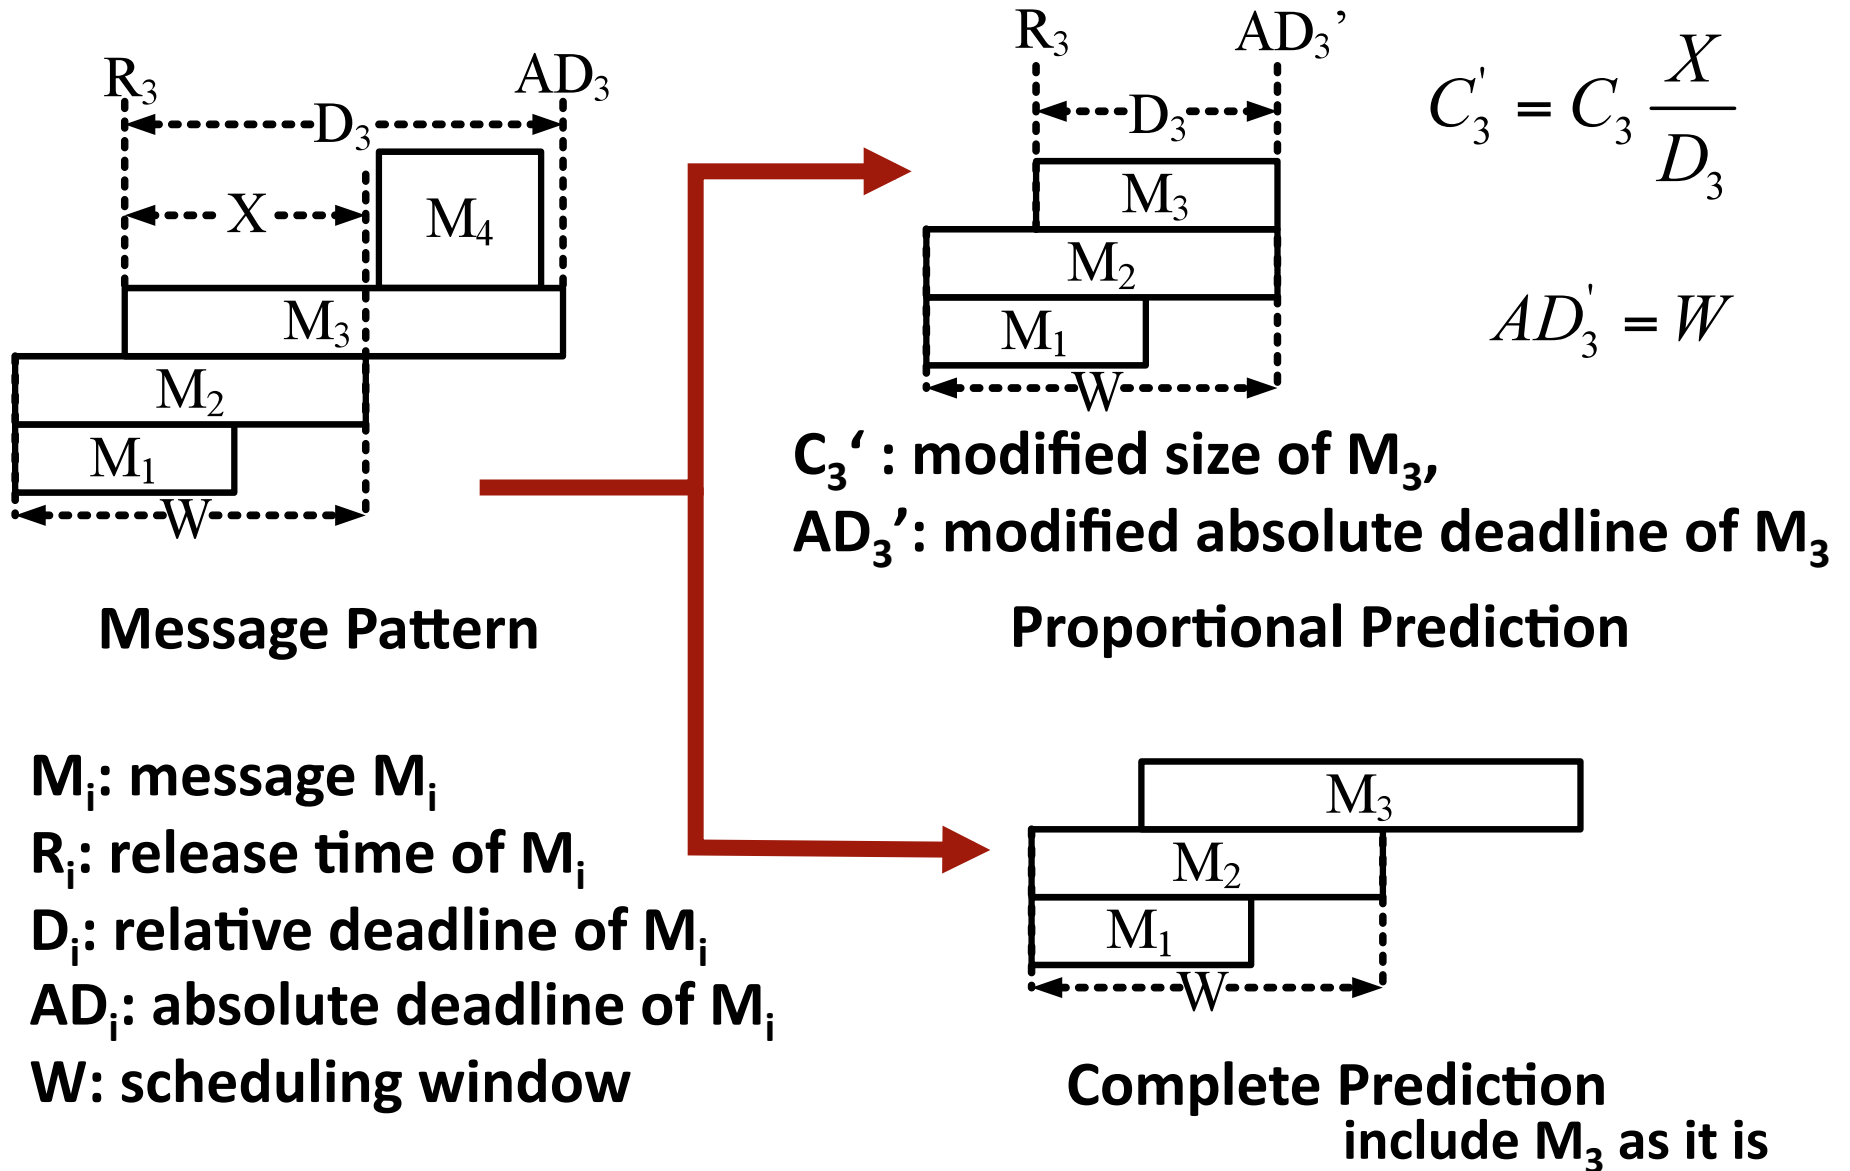 R3
AD3
D3
X
M4
M3
M2
M1
W
Message Pattern
R3
AD3’
D3
M3
M2
M1
W
C3' = C3 X / D3
AD3' = W
C3‘ : modified size of M3,
AD3’: modified absolute deadline of M3
Proportional Prediction
Mi: message Mi
Ri: release time of Mi
Di: relative deadline of Mi
ADi: absolute deadline of Mi
W: scheduling window
M3
M2
M1
W
Complete Prediction
include M3 as it is